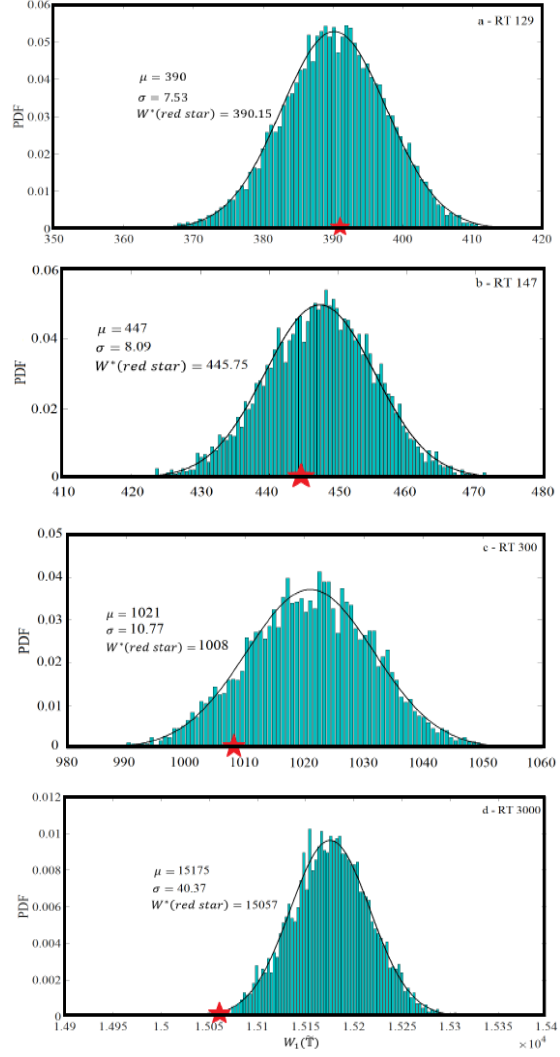 0.06
a - RT 129
0.05
0.04
μ = 390
σ = 7.53
W*(red star) = 390.15
PDF
0.03
0.02
0.01
0
350 360 370 380 390 400 410 420
0.06
b - RT 147
μ = 447
σ = 8.09
W*(red star) = 445.75
0.04
PDF
0.02
0
410 420 430 440 450 460 470 480
0.05
c - RT 300
0.04
μ = 1021
σ = 10.77
W*(red star) = 1008
0.03
PDF
0.02
0.01
0
980 990 1000 1010 1020 1030 1040 1050 1060
0.012
d - RT 3000
0.01
μ = 15175
σ = 40.37
W*(red star) = 15057
0.008
PDF
0.006
0.004
0.002
0.000
1.49 1.495 1.50 1.505 1.51 1.515 1.52 1.525 1.53 1.535 1.54
W₁(𝕋̃)
× 10⁴